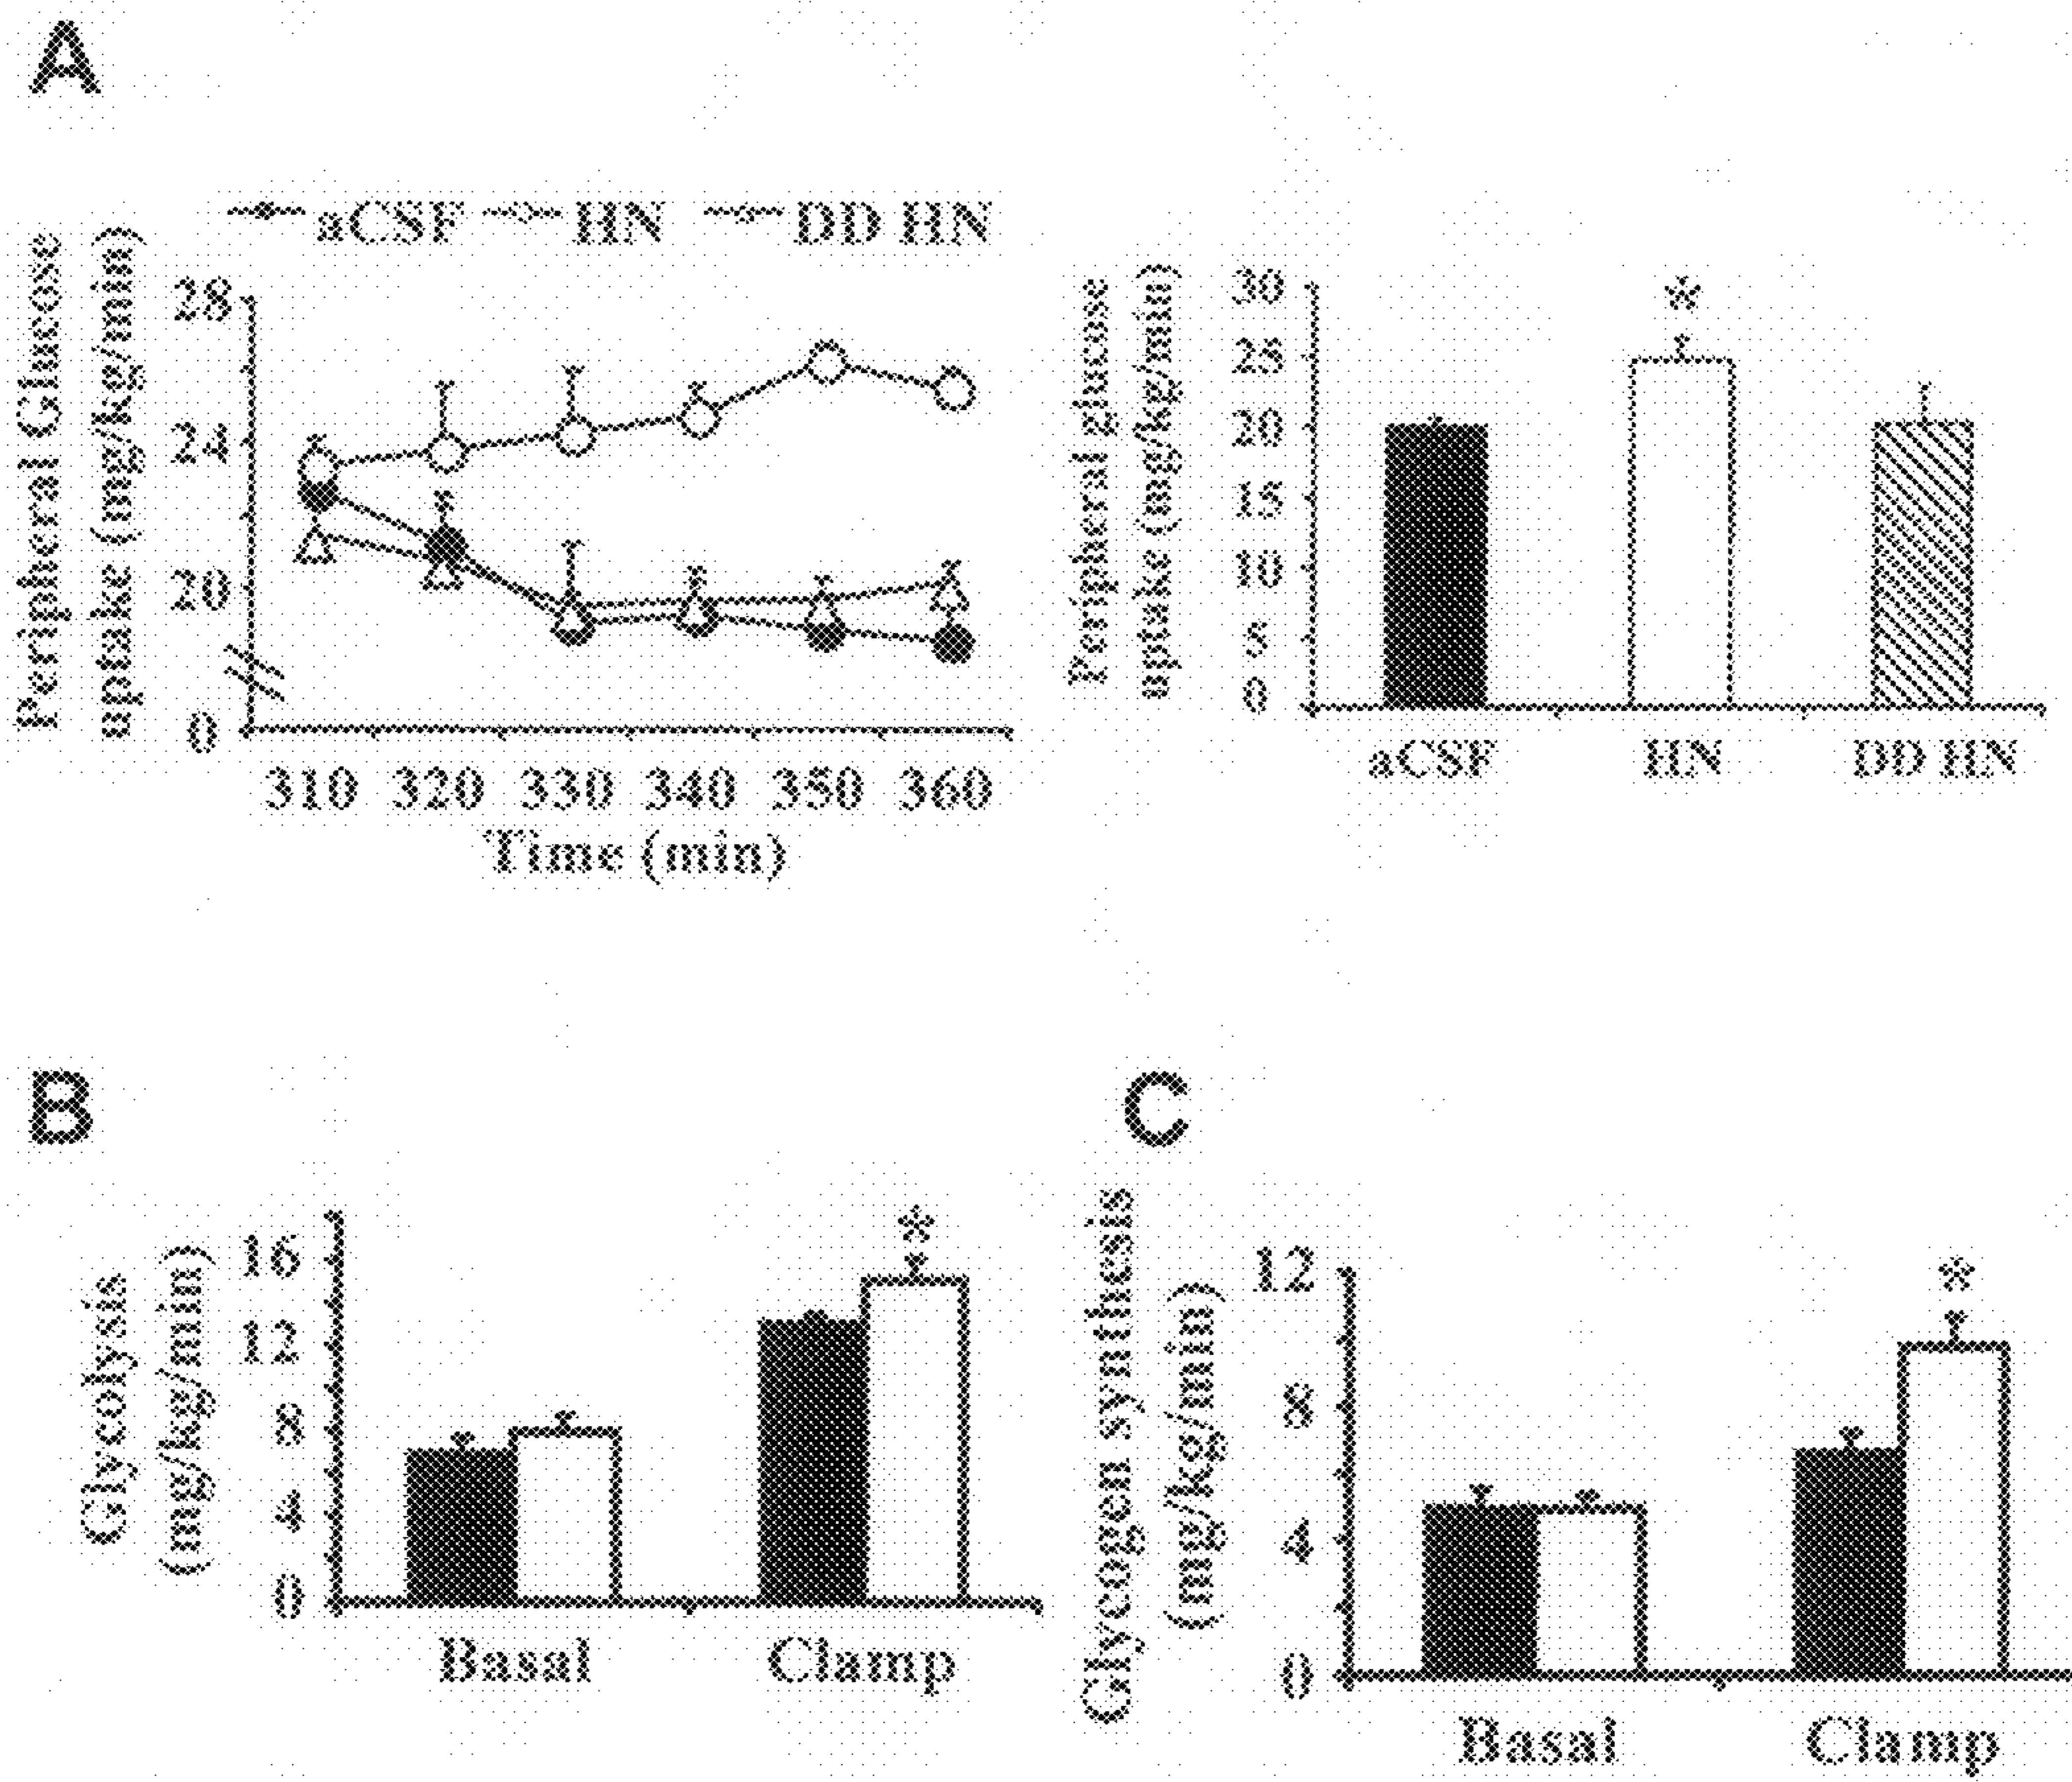 A
aCSF HN DD HN
Peripheral Glucose
uptake (mg/kg/min)
28
24
20
0
310 320 330 340 350 360
Time (min)
Peripheral glucose
uptake (mg/kg/min)
30
25
20
15
10
5
0
*
aCSF HN DD HN
B
Glycolysis
(mg/kg/min)
16
12
8
4
0
*
Basal Clamp
C
Glycogen synthesis
(mg/kg/min)
12
8
4
0
*
Basal Clamp